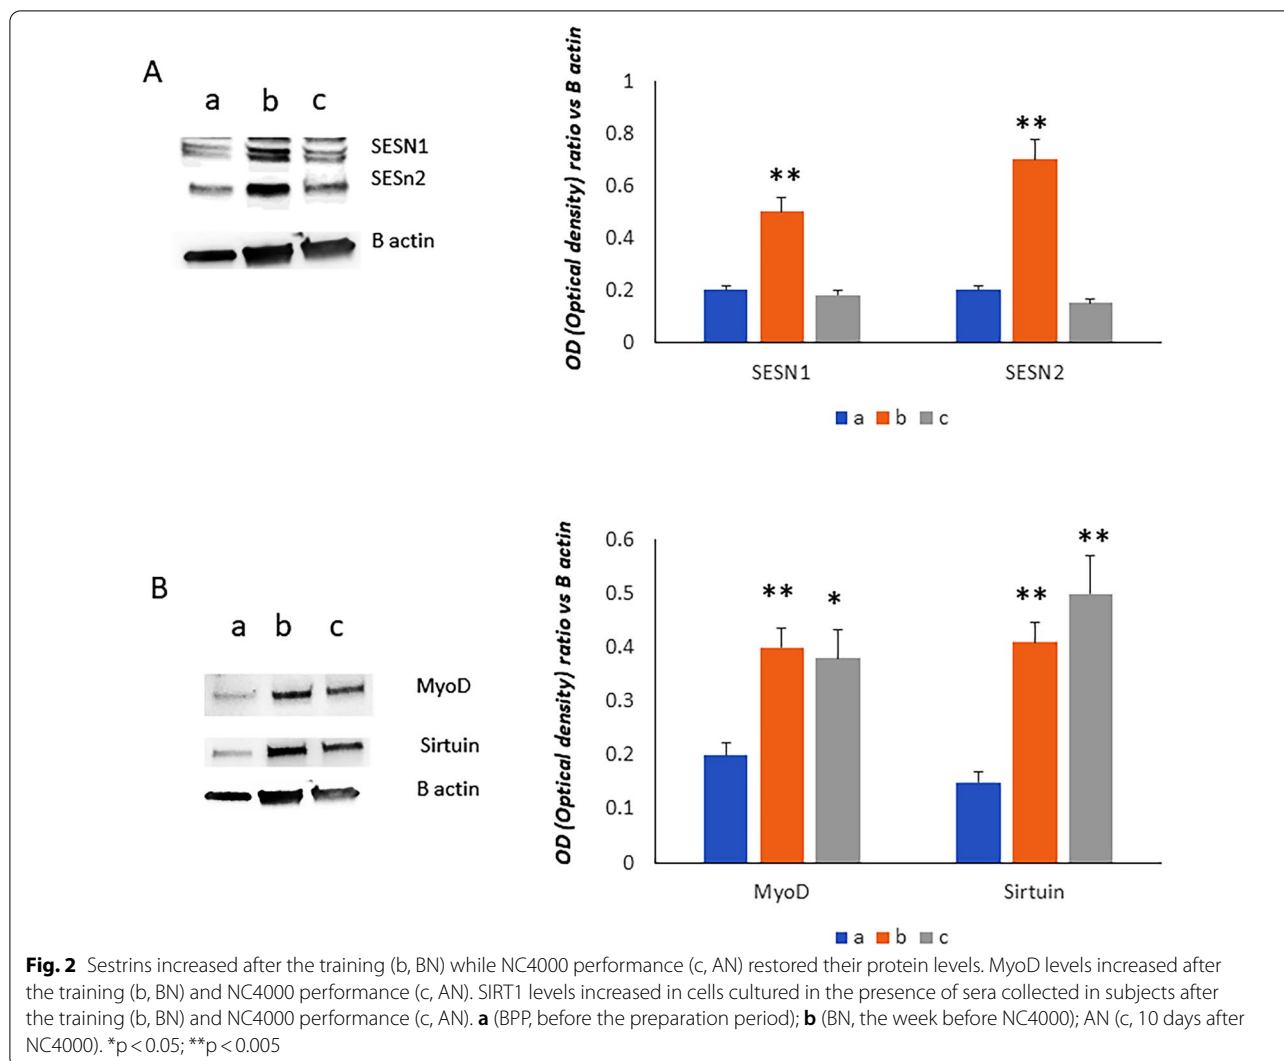 A
a b c
SESN1
SESn2
B actin
OD (Optical density) ratio vs B actin
1
0.8
0.6
0.4
0.2
0
**
**
SESN1 SESN2
a b c
B
a b c
MyoD
Sirtuin
B actin
OD (Optical density) ratio vs B actin
0.6
0.5
0.4
0.3
0.2
0.1
0
** *
** **
MyoD Sirtuin
a b c
Fig. 2 Sestrins increased after the training (b, BN) while NC4000 performance (c, AN) restored their protein levels. MyoD levels increased after
the training (b, BN) and NC4000 performance (c, AN). SIRT1 levels increased in cells cultured in the presence of sera collected in subjects after
the training (b, BN) and NC4000 performance (c, AN). a (BPP, before the preparation period); b (BN, the week before NC4000); AN (c, 10 days after
NC4000). *p < 0.05; **p < 0.005